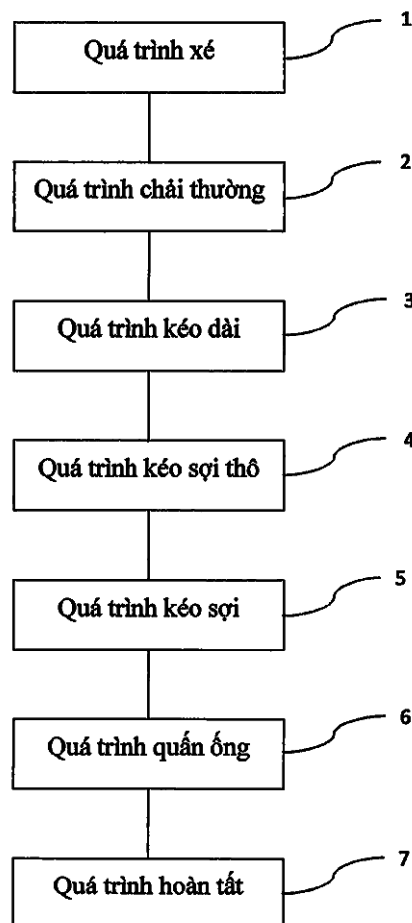 1
Quá trình xé
2
Quá trình chải thường
3
Quá trình kéo dài
4
Quá trình kéo sợi thô
5
Quá trình kéo sợi
6
Quá trình quấn ống
7
Quá trình hoàn tất